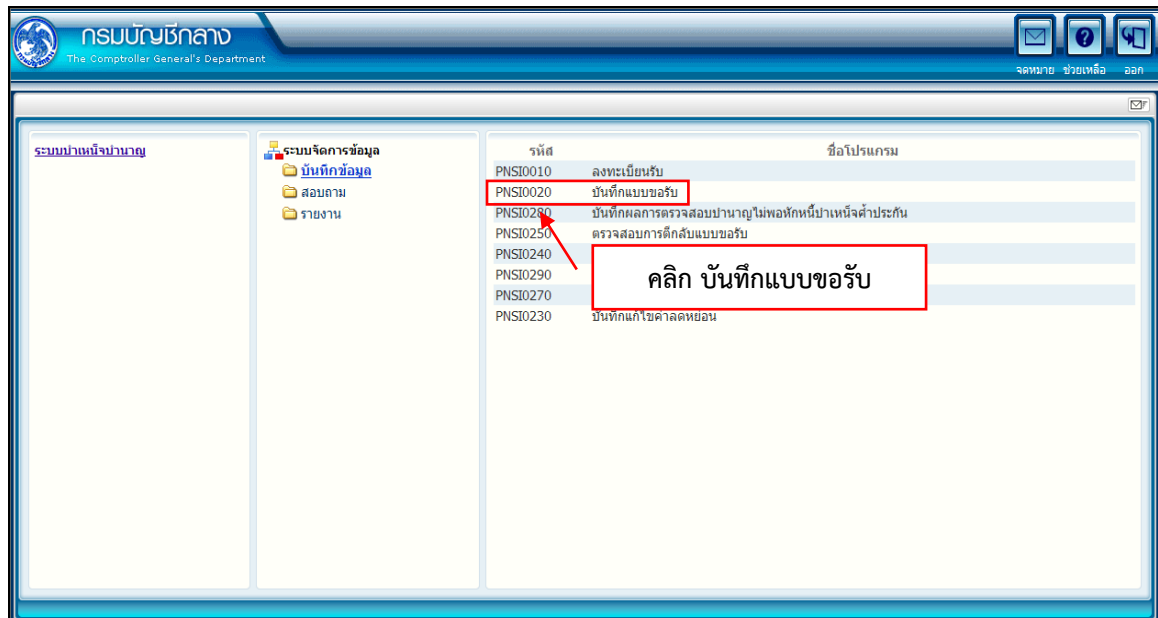 กรมบัญชีกลาง
The Comptroller General's Department
จดหมาย ช่วยเหลือ ออก
ระบบบำเหน็จบำนาญ
ระบบจัดการข้อมูล
บันทึกข้อมูล
สอบถาม
รายงาน
รหัส ชื่อโปรแกรม
PNSI0010 ลงทะเบียนรับ
PNSI0020 บันทึกแบบขอรับ
PNSI0280 บันทึกผลการตรวจสอบบำนาญไม่พอหักหนี้บำเหน็จค้ำประกัน
PNSI0250 ตรวจสอบการตีกลับแบบขอรับ
PNSI0240
PNSI0290
PNSI0270
PNSI0230 บันทึกแก้ไขค่าลดหย่อน
คลิก บันทึกแบบขอรับ